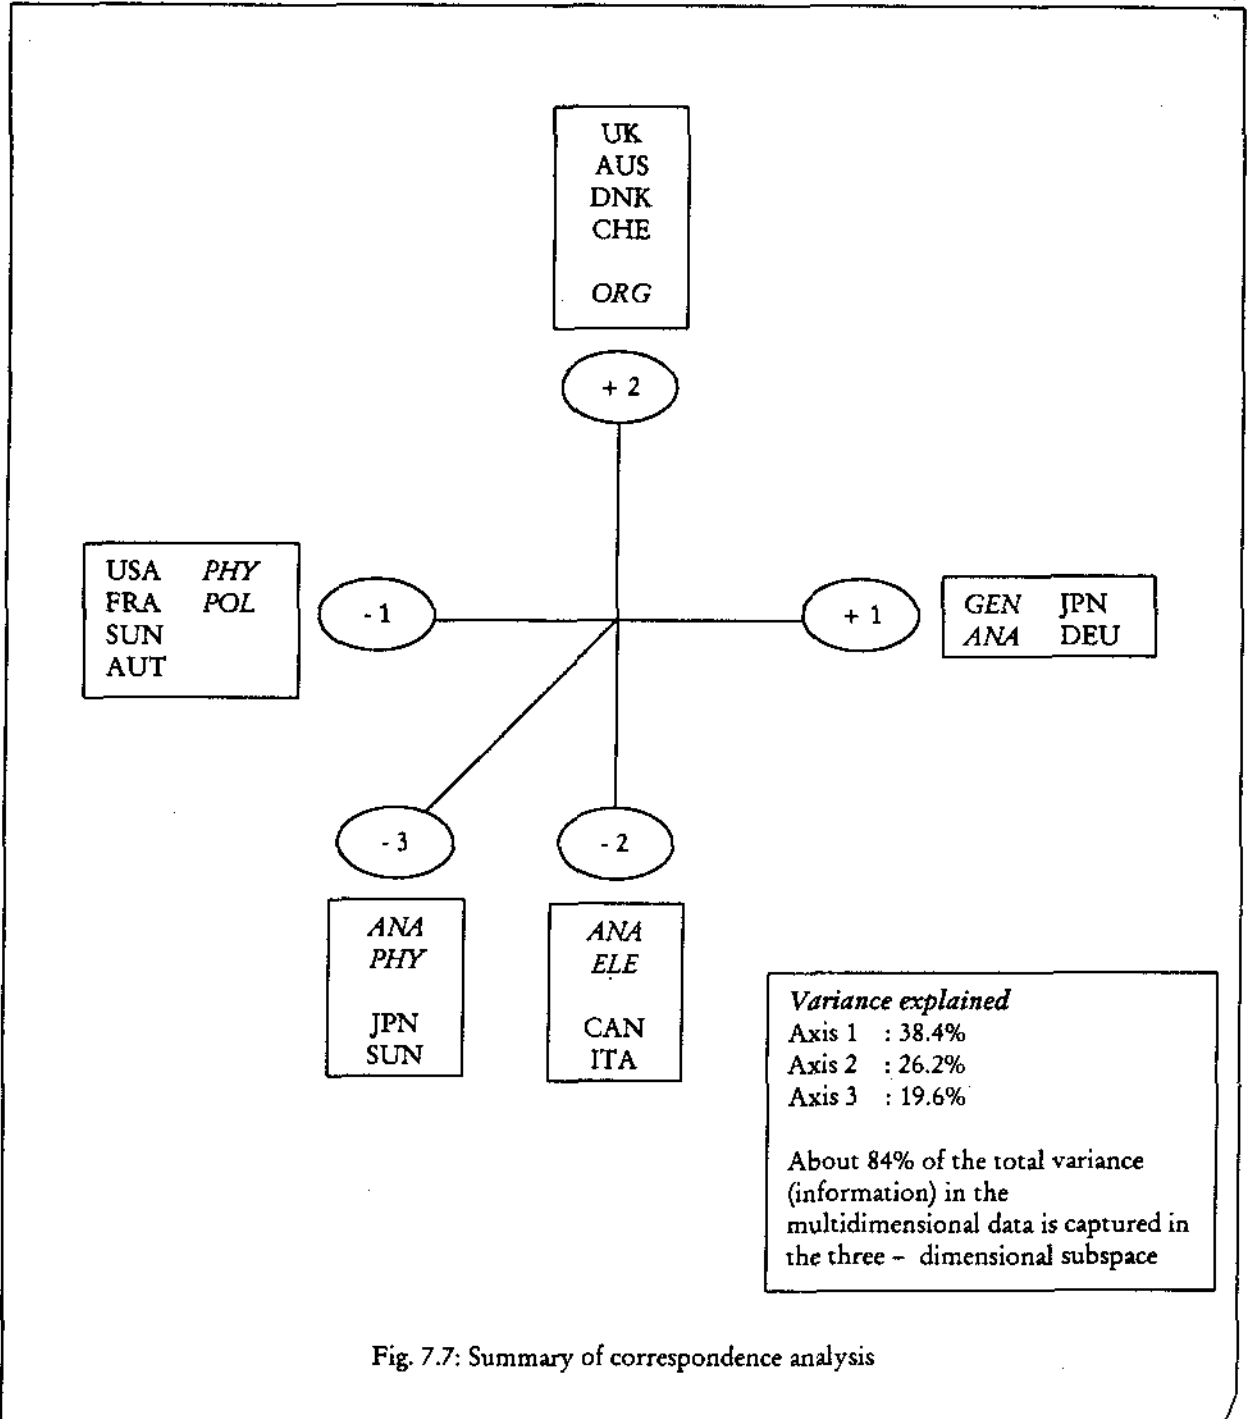 UK
AUS
DNK
CHE
ORG
+ 2
USA PHY
FRA POL
SUN
AUT
- 1
+ 1
GEN JPN
ANA DEU
- 3
- 2
ANA
PHY
JPN
SUN
ANA
ELE
CAN
ITA
Variance explained
Axis 1 : 38.4%
Axis 2 : 26.2%
Axis 3 : 19.6%
About 84% of the total variance
(information) in the
multidimensional data is captured in
the three – dimensional subspace
Fig. 7.7: Summary of correspondence analysis